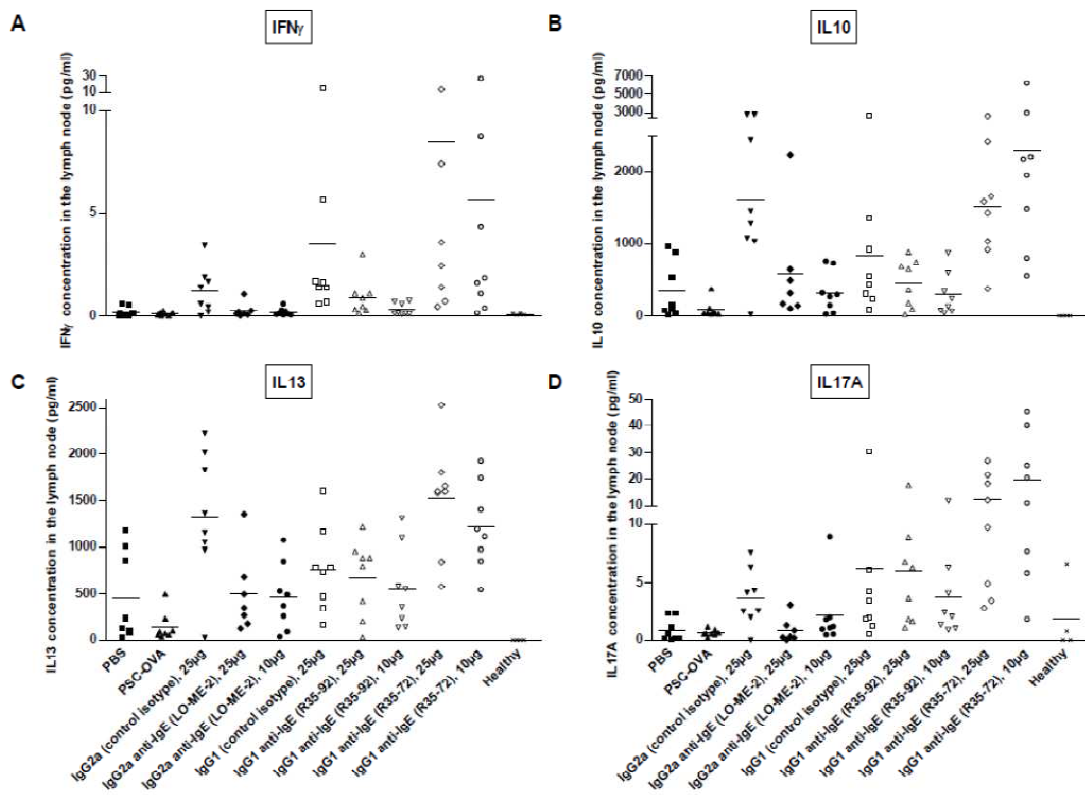 A
IFNγ
IFNγ concentration in the lymph node (pg/ml)
30
10
10
5
0
B
IL10
IL10 concentration in the lymph node (pg/ml)
7000
5000
3000
2000
1000
0
C
IL13
IL13 concentration in the lymph node (pg/ml)
2500
2000
1500
1000
500
0
PBS
PSC-OVA
IgG2a (control isotype), 25µg
IgG2a anti-IgE (LO-ME-2), 25µg
IgG2a anti-IgE (LO-ME-2), 10µg
IgG1 (control isotype), 25µg
IgG1 anti-IgE (R35-92), 25µg
IgG1 anti-IgE (R35-92), 10µg
IgG1 anti-IgE (R35-72), 25µg
IgG1 anti-IgE (R35-72), 10µg
Healthy
D
IL17A
IL17A concentration in the lymph node (pg/ml)
50
40
30
20
10
10
5
0
PBS
PSC-OVA
IgG2a (control isotype), 25µg
IgG2a anti-IgE (LO-ME-2), 25µg
IgG2a anti-IgE (LO-ME-2), 10µg
IgG1 (control isotype), 25µg
IgG1 anti-IgE (R35-92), 25µg
IgG1 anti-IgE (R35-92), 10µg
IgG1 anti-IgE (R35-72), 25µg
IgG1 anti-IgE (R35-72), 10µg
Healthy